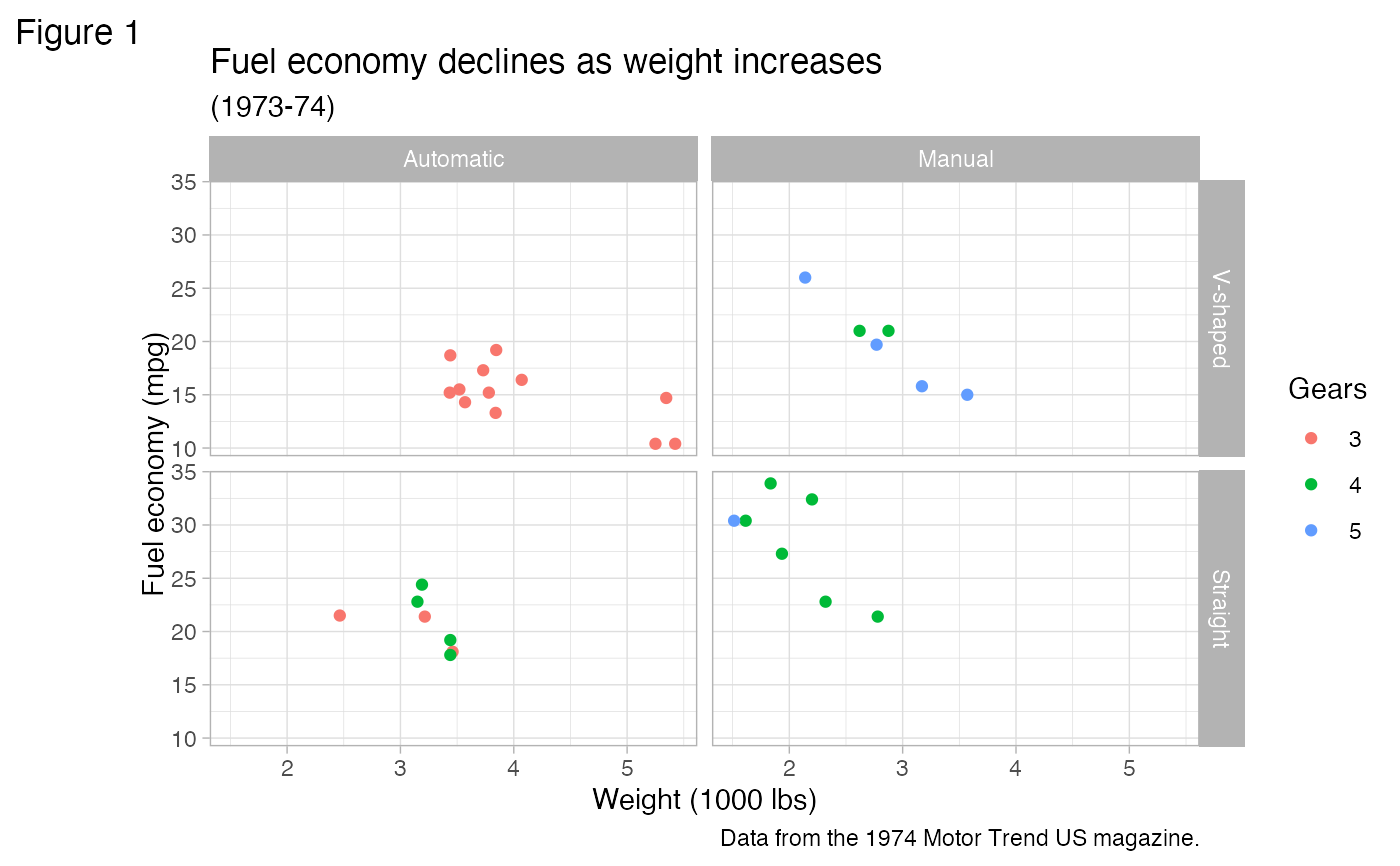 Figure 1
Fuel economy declines as weight increases
(1973-74)
Automatic
Manual
35
30
25
20
15
10
V-shaped
Fuel economy (mpg)
35
30
25
20
15
10
Straight
2
3
4
5
2
3
4
5
Weight (1000 lbs)
Gears
3
4
5
Data from the 1974 Motor Trend US magazine.